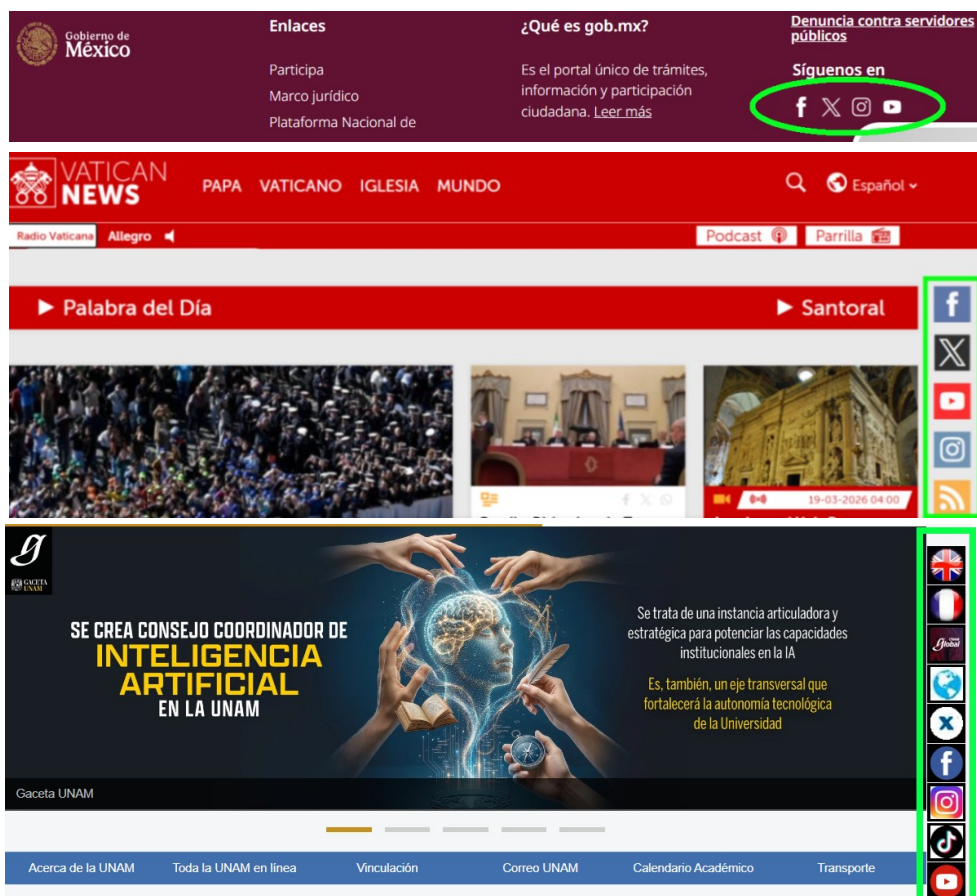 Gobierno de
México
Enlaces
Participa
Marco jurídico
Plataforma Nacional de
¿Qué es gob.mx?
Es el portal único de trámites,
información y participación
ciudadana. Leer más
Denuncia contra servidores
públicos
Síguenos en
VATICAN
NEWS
PAPA VATICANO IGLESIA MUNDO
Español
Radio Vaticana Allegro
Podcast Parrilla
Palabra del Día
Santoral
19-03-2026 04:00
GACETA
UNAM
SE CREA CONSEJO COORDINADOR DE
INTELIGENCIA
ARTIFICIAL
EN LA UNAM
Se trata de una instancia articuladora y
estratégica para potenciar las capacidades
institucionales en la IA
Es, también, un eje transversal que
fortalecerá la autonomía tecnológica
de la Universidad
Global
Gaceta UNAM
Acerca de la UNAM Toda la UNAM en línea Vinculación Correo UNAM Calendario Académico Transporte